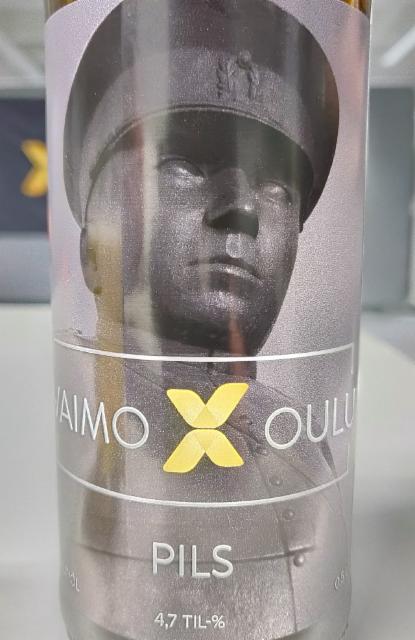 VAIMO X OULU
PILS
4,7 TIL-%